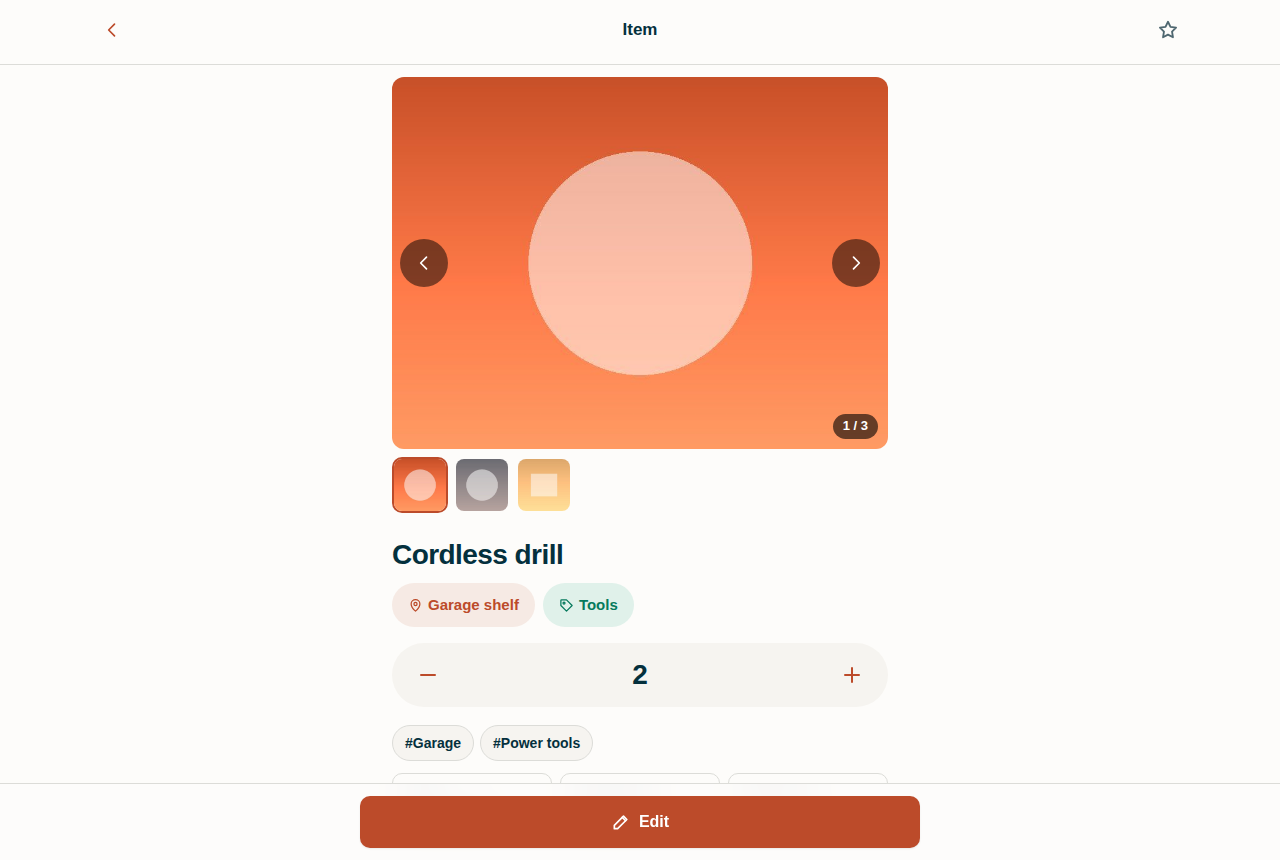 Item
1 / 3
Cordless drill
Garage shelf
Tools
2
#Garage
#Power tools
Edit